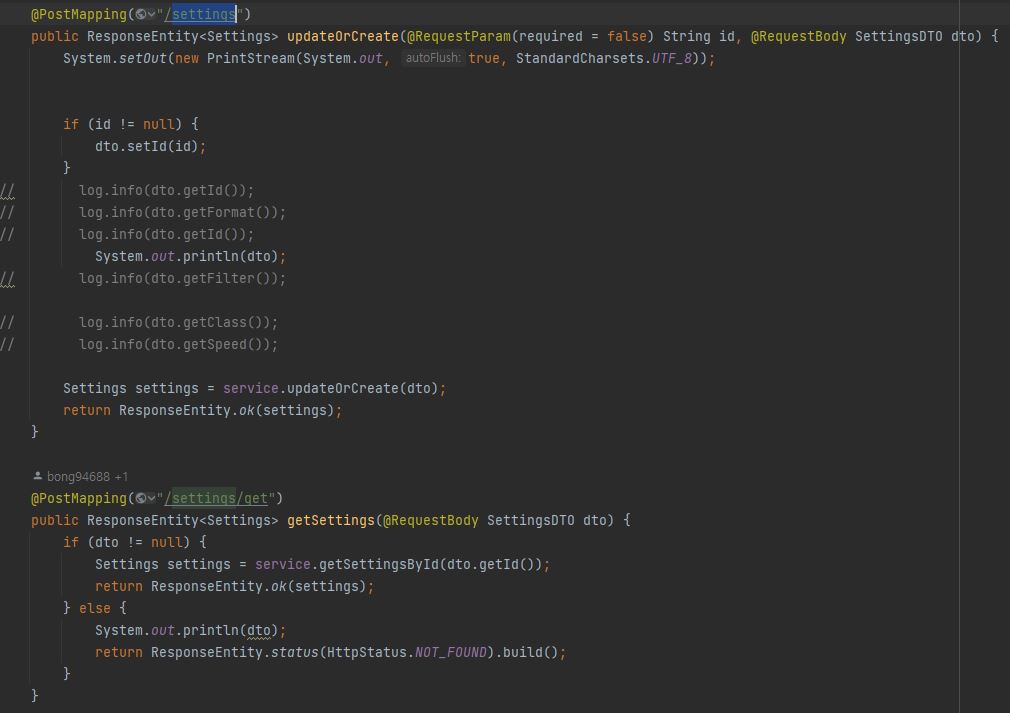 @PostMapping("/settings")
public ResponseEntity<Settings> updateOrCreate(@RequestParam(required = false) String id, @RequestBody SettingsDTO dto) {
System.setOut(new PrintStream(System.out, autoFlush: true, StandardCharsets.UTF_8));
if (id != null) {
dto.setId(id);
}
// log.info(dto.getId());
// log.info(dto.getFormat());
// log.info(dto.getId());
System.out.println(dto);
// log.info(dto.getFilter());
// log.info(dto.getClass());
// log.info(dto.getSpeed());
Settings settings = service.updateOrCreate(dto);
return ResponseEntity.ok(settings);
}
bong94688 +1
@PostMapping("/settings/get")
public ResponseEntity<Settings> getSettings(@RequestBody SettingsDTO dto) {
if (dto != null) {
Settings settings = service.getSettingsById(dto.getId());
return ResponseEntity.ok(settings);
} else {
System.out.println(dto);
return ResponseEntity.status(HttpStatus.NOT_FOUND).build();
}
}